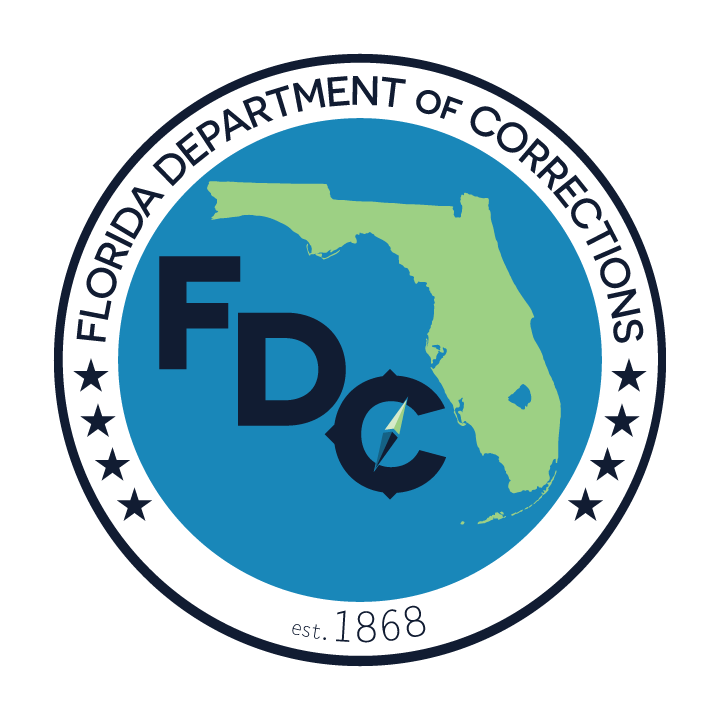 FLORIDA DEPARTMENT OF CORRECTIONS
FDC
est. 1868